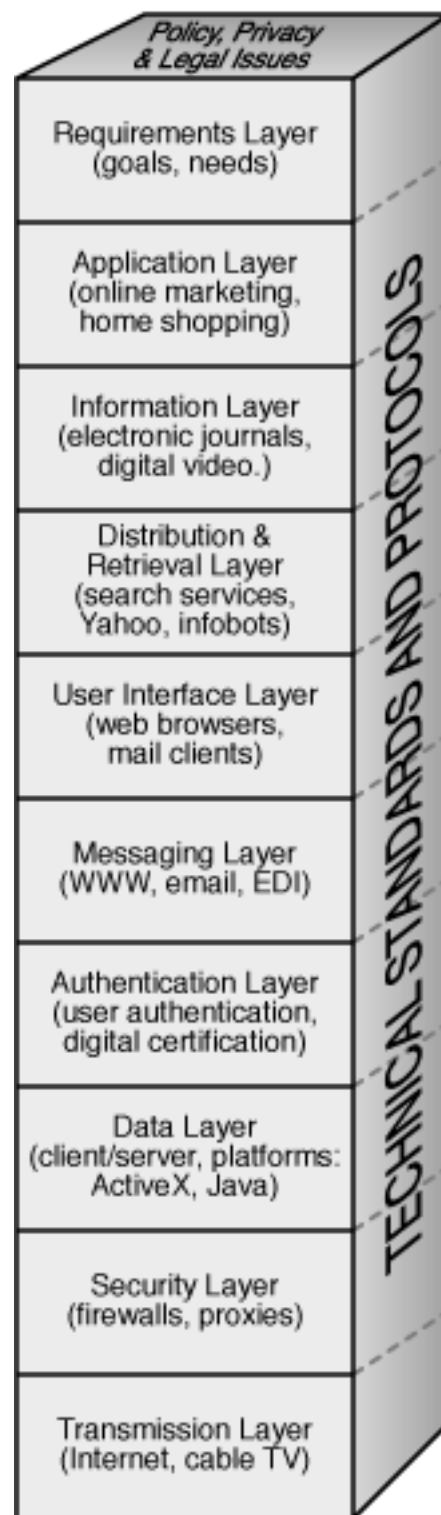 Policy, Privacy
& Legal Issues
Requirements Layer
(goals, needs)
Application Layer
(online marketing,
home shopping)
Information Layer
(electronic journals,
digital video.)
Distribution &
Retrieval Layer
(search services,
Yahoo, infobots)
User Interface Layer
(web browsers,
mail clients)
Messaging Layer
(WWW, email, EDI)
Authentication Layer
(user authentication,
digital certification)
Data Layer
(client/server, platforms:
ActiveX, Java)
Security Layer
(firewalls, proxies)
Transmission Layer
(Internet, cable TV)
TECHNICAL STANDARDS AND PROTOCOLS